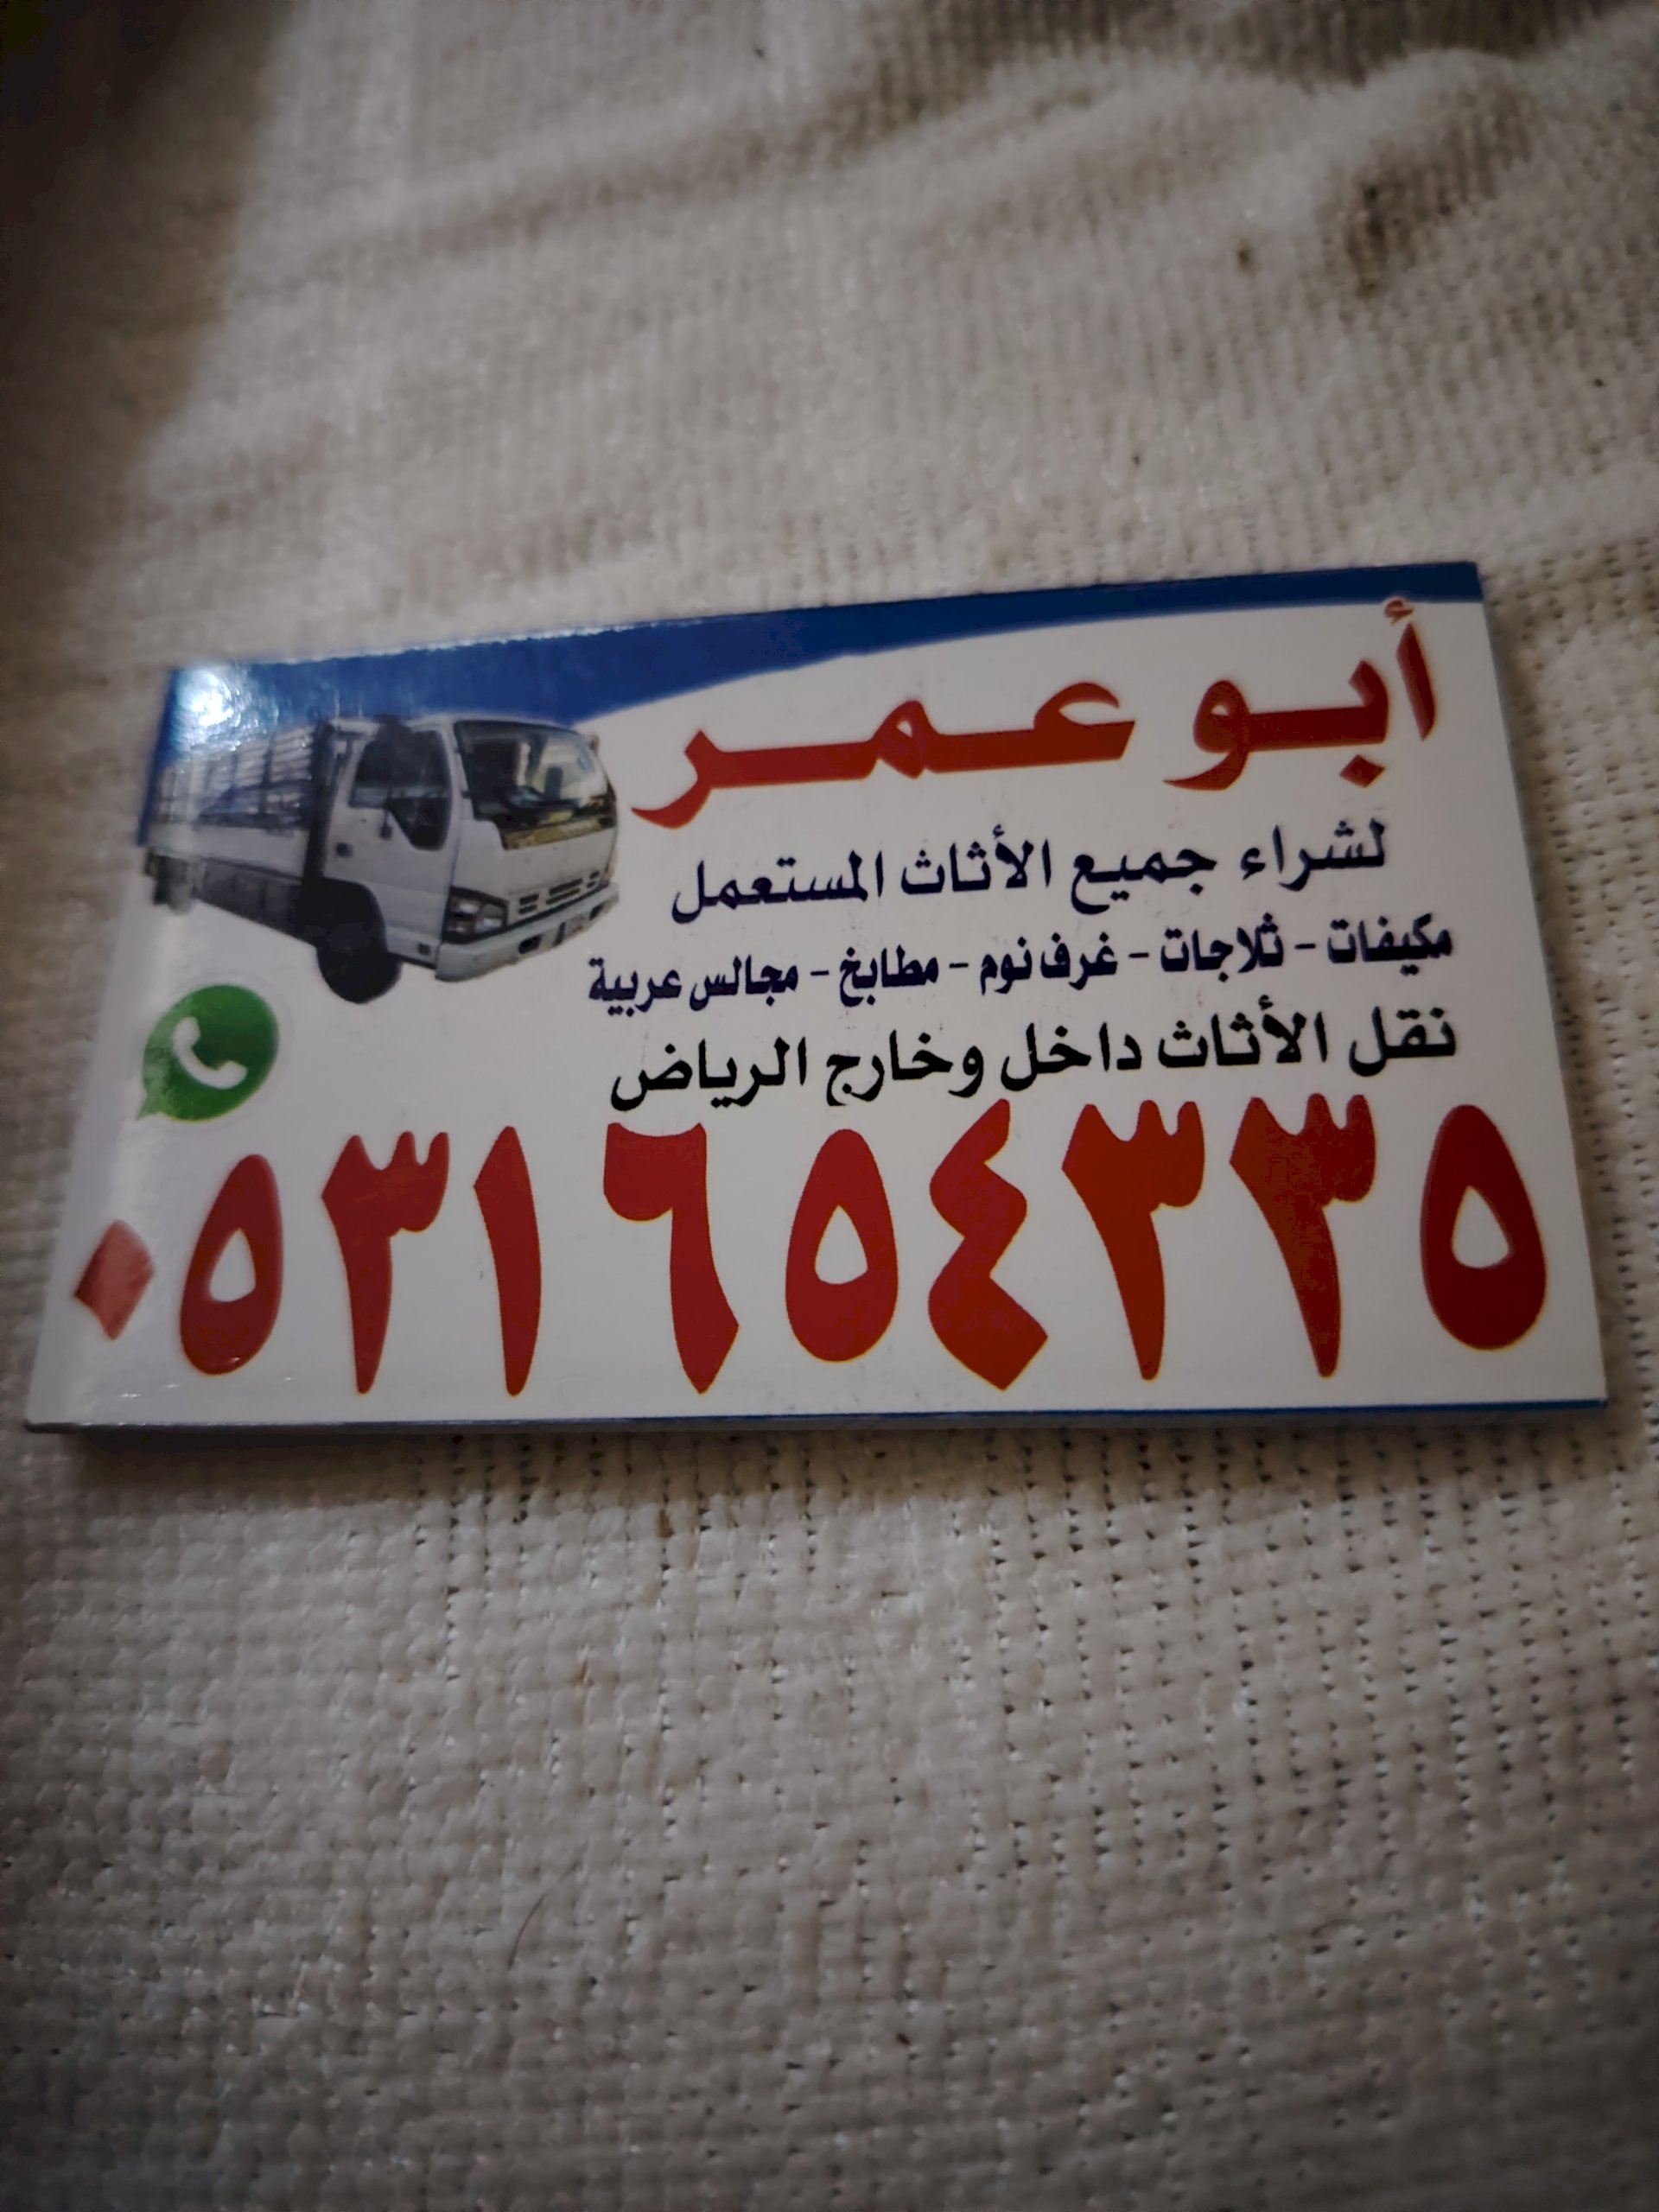 أبو عمر
لشراء جميع الأثاث المستعمل
مكيفات - ثلاجات - غرف نوم - مطابخ - مجالس عربية
نقل الأثاث داخل وخارج الرياض
٠٥٣١٦٥٤٣٣٥